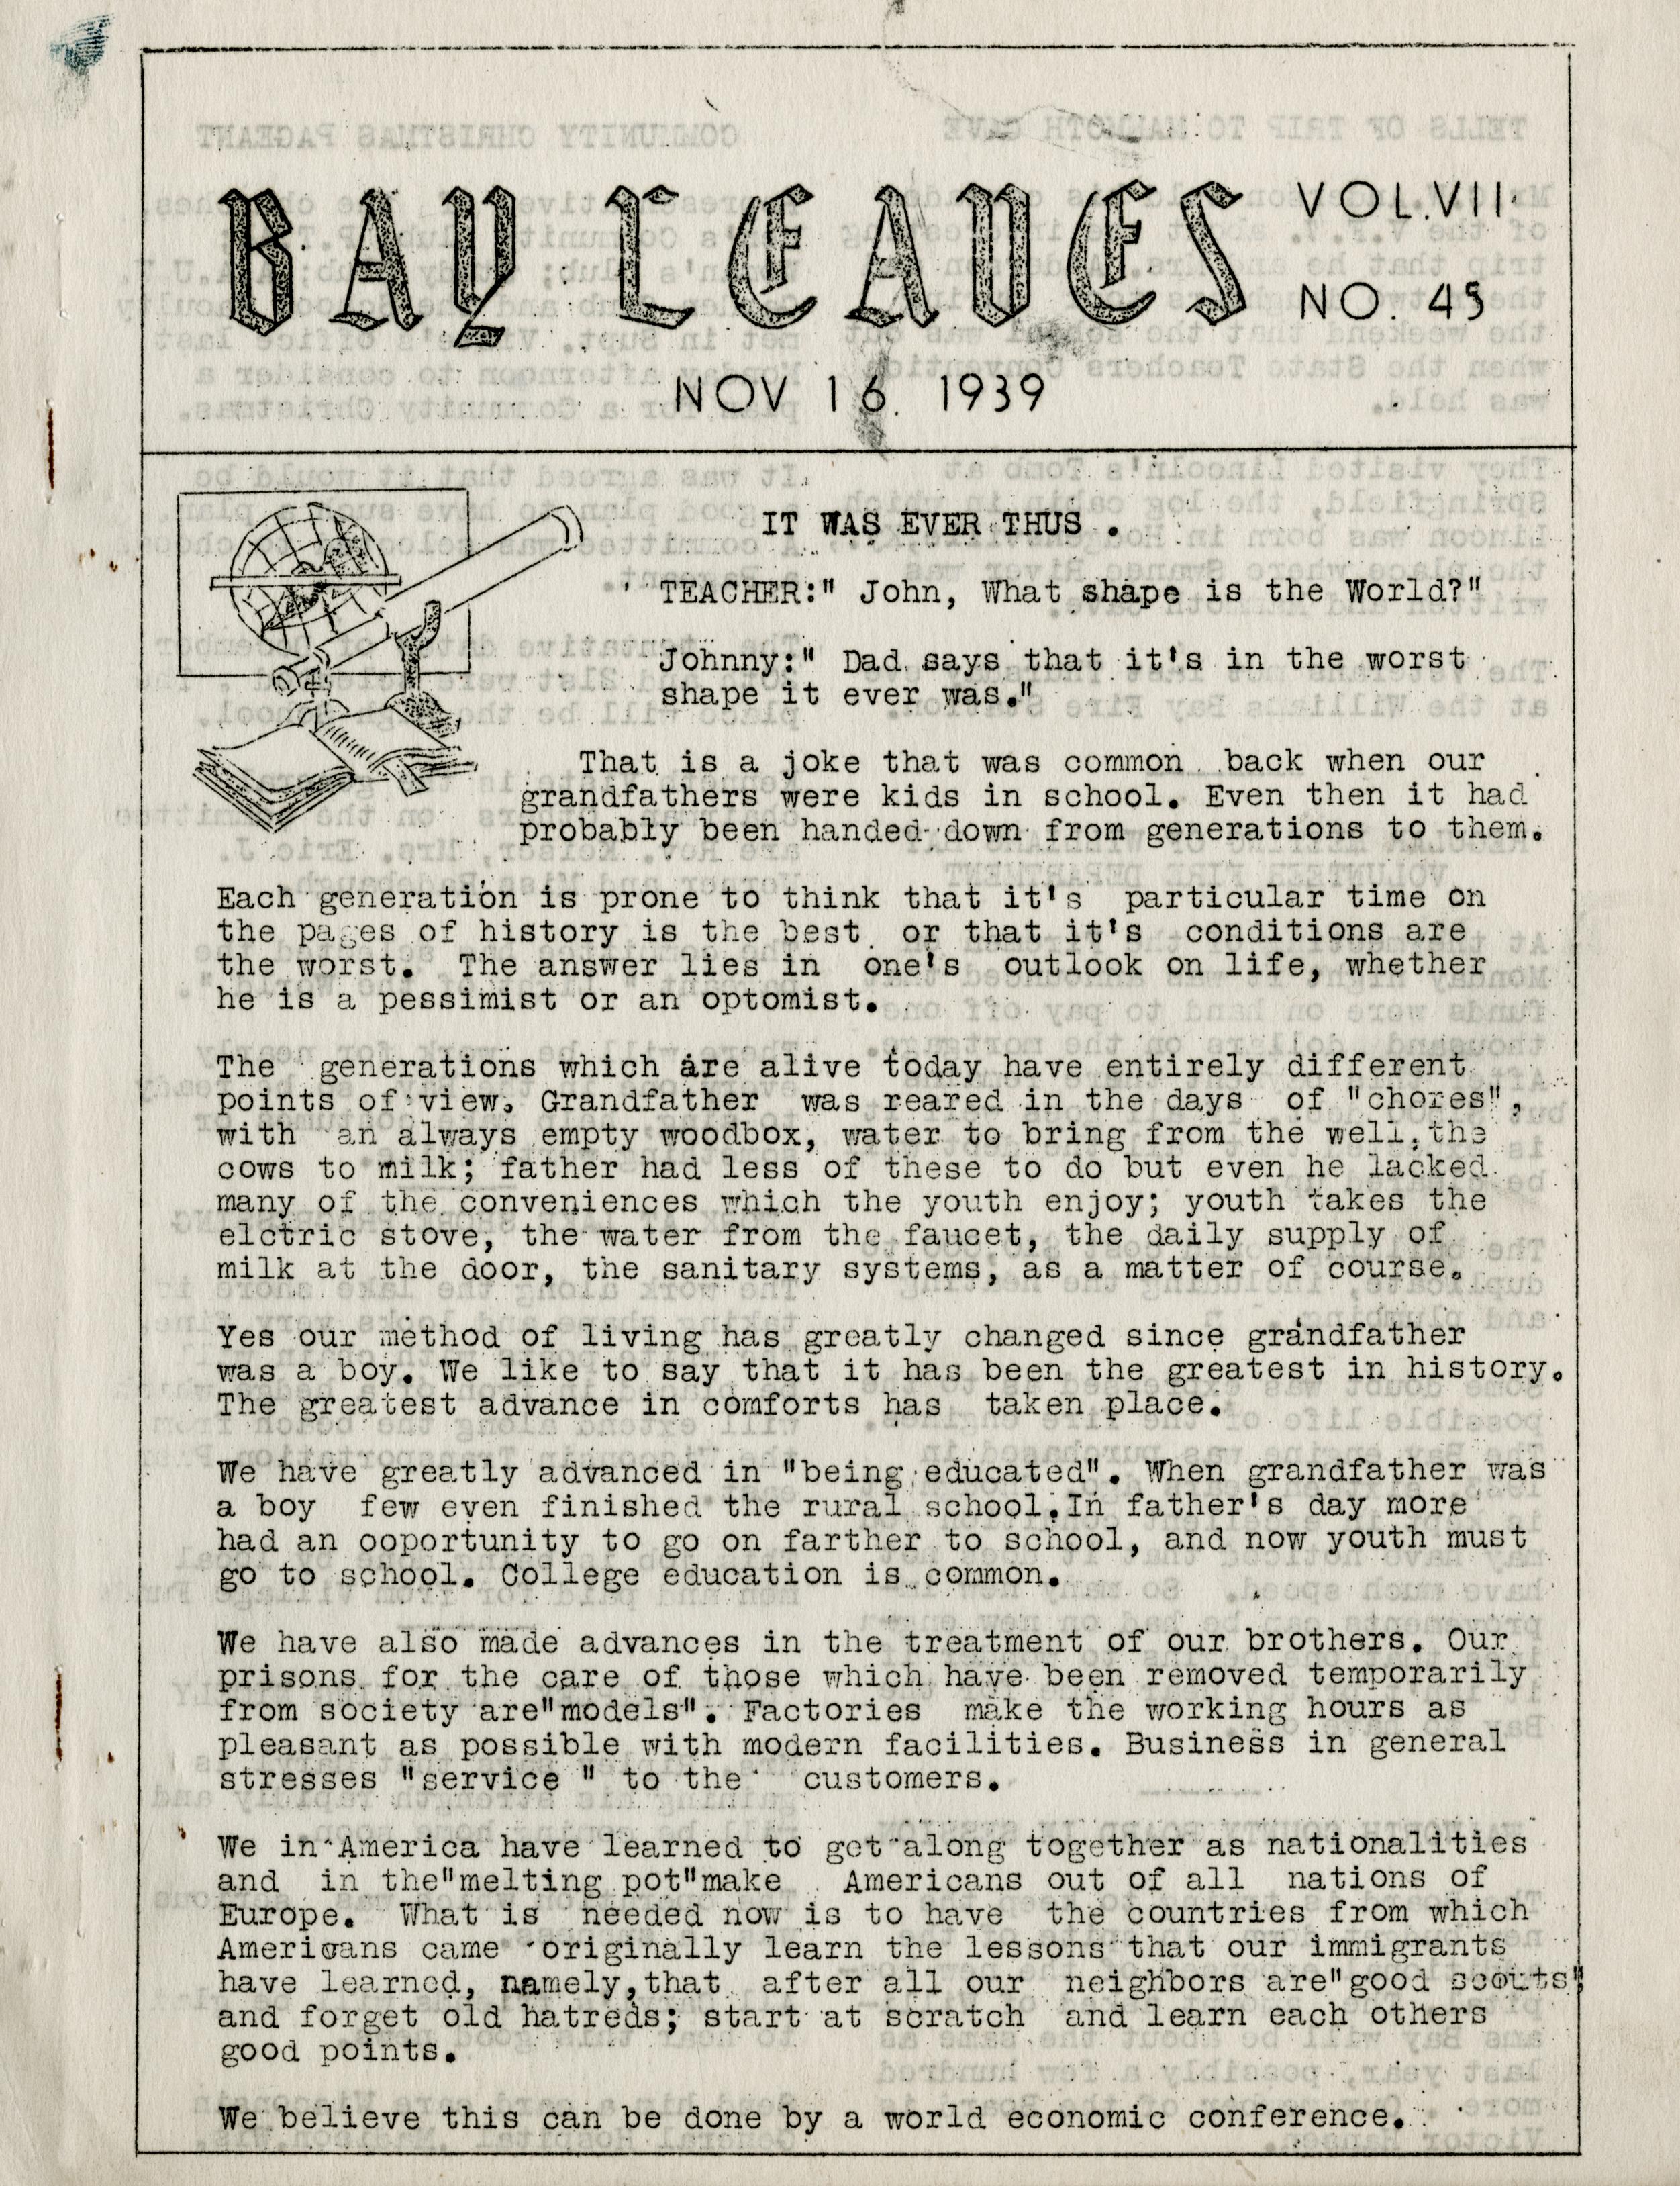 BAY LEAVES
VOL.VII.
NO. 45
NOV 16. 1939
IT WAS EVER THUS .
TEACHER:" John, What shape is the World?"
Johnny:" Dad says that it's in the worst
shape it ever was."
That is a joke that was common back when our
grandfathers were kids in school. Even then it had
probably been handed down from generations to them.
Each generation is prone to think that it's particular time on
the pages of history is the best or that it's conditions are
the worst. The answer lies in one's outlook on life, whether
he is a pessimist or an optomist.
The generations which are alive today have entirely different
points of view. Grandfather was reared in the days of "chores",
with an always empty woodbox, water to bring from the well, the
cows to milk; father had less of these to do but even he lacked
many of the conveniences which the youth enjoy; youth takes the
elctric stove, the water from the faucet, the daily supply of
milk at the door, the sanitary systems, as a matter of course.
Yes our method of living has greatly changed since grandfather
was a boy. We like to say that it has been the greatest in history.
The greatest advance in comforts has taken place.
We have greatly advanced in "being educated". When grandfather was
a boy few even finished the rural school. In father's day more
had an ooportunity to go on farther to school, and now youth must
go to school. College education is common.
We have also made advances in the treatment of our brothers. Our
prisons for the care of those which have been removed temporarily
from society are"models". Factories make the working hours as
pleasant as possible with modern facilities. Business in general
stresses "service " to the customers.
We in America have learned to get along together as nationalities
and in the"melting pot"make Americans out of all nations of
Europe. What is needed now is to have the countries from which
Americans came originally learn the lessons that our immigrants
have learned, namely,that after all our neighbors are"good scouts"
and forget old hatreds; start at scratch and learn each others
good points.
We believe this can be done by a world economic conference.